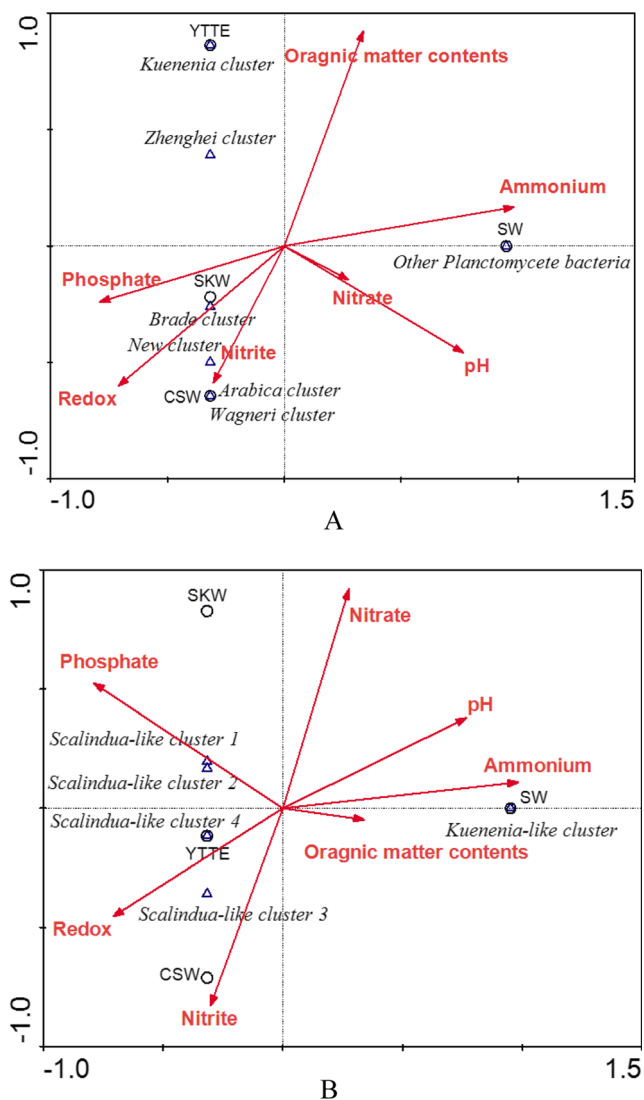 1.0
YTTE
Kuenenia cluster
Oragnic matter contents
Zhenghei cluster
Ammonium
SW
Other Planctomycete bacteria
Phosphate
SKW
Nitrate
Brade cluster
New cluster
Nitrite
pH
Redox
CSW
Arabica cluster
Wagneri cluster
-1.0
-1.0
1.5
A
1.0
SKW
Nitrate
Phosphate
pH
Scalindua-like cluster 1
Ammonium
Scalindua-like cluster 2
SW
Scalindua-like cluster 4
Kuenenia-like cluster
YTTE
Oragnic matter contents
Scalindua-like cluster 3
Redox
CSW
Nitrite
-1.0
-1.0
1.5
B